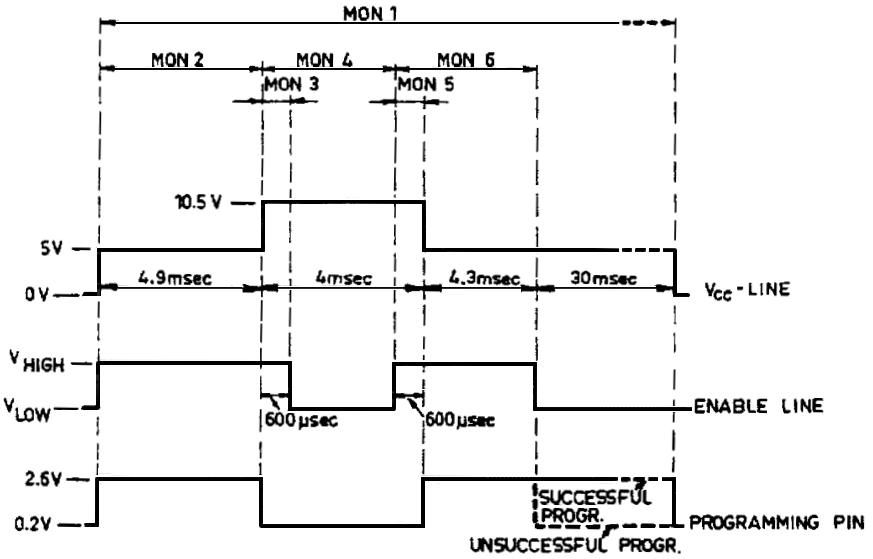 MON 1
MON 2 MON 4 MON 6
MON 3 MON 5
10.5 V
5V
4.9msec 4msec 4.3msec 30msec
0V
VCC-LINE
V HIGH
VLOW
600µsec 600µsec
ENABLE LINE
2.6V
SUCCESSFUL
PROGR.
0.2V
PROGRAMMING PIN
UNSUCCESSFUL PROGR.